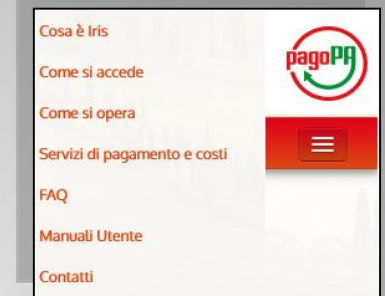 Cosa è Iris
pagoPA
Come si accede
Come si opera
Servizi di pagamento e costi
FAQ
Manuali Utente
Contatti